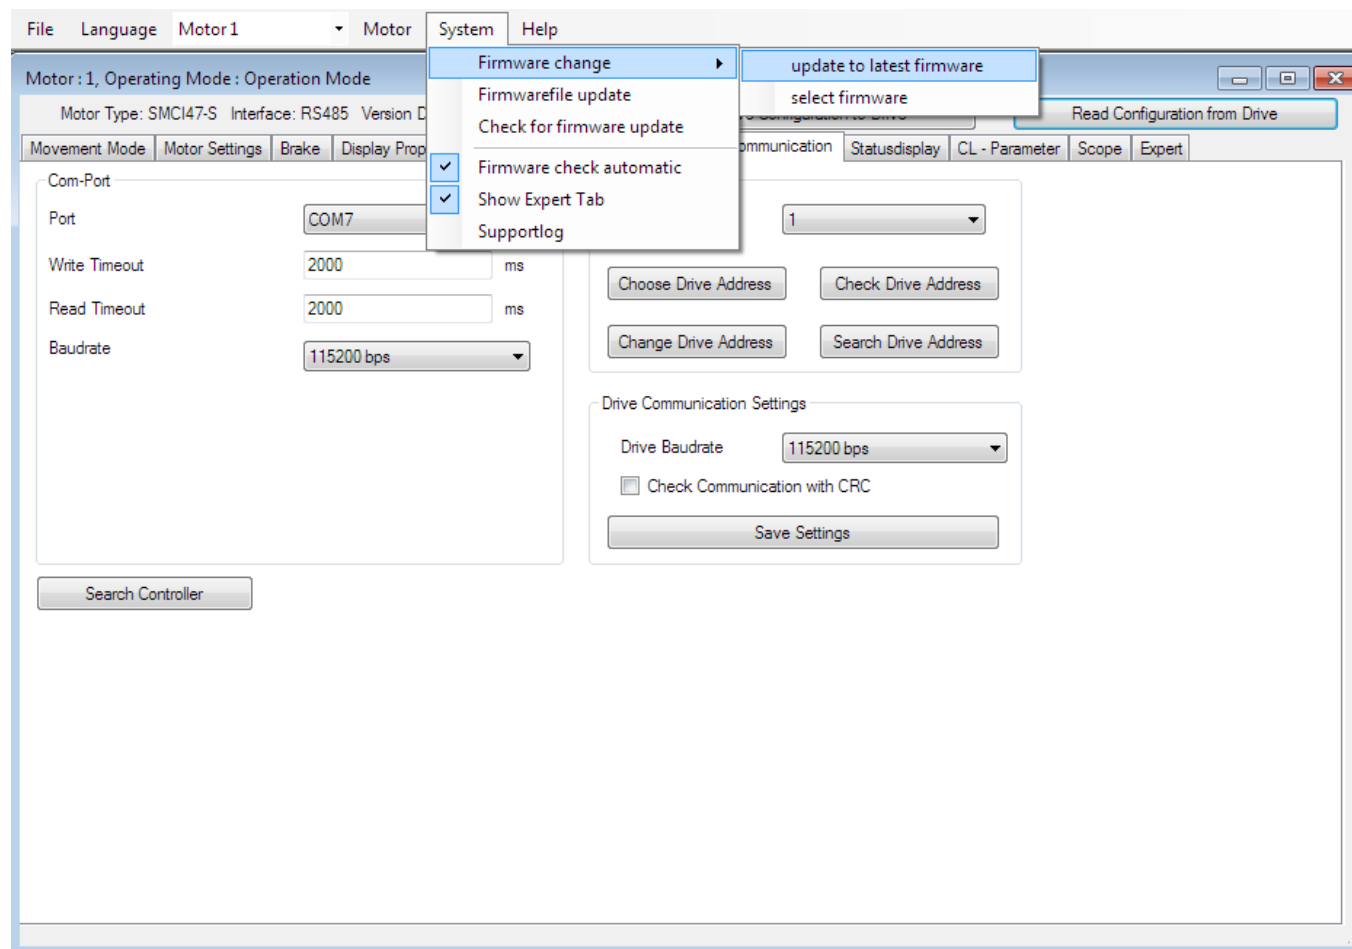 File Language Motor 1 Motor System Help
Firmware change update to latest firmware
Motor : 1, Operating Mode : Operation Mode
Firmwarefile update select firmware
Motor Type: SMCI47-S Interface: RS485 Version Read Configuration from Drive
Check for firmware update
Movement Mode Motor Settings Brake Display Statusdisplay CL - Parameter Scope Expert
Com-Port Firmware check automatic
Port COM7 Show Expert Tab 1
Supportlog
Write Timeout 2000 ms
Choose Drive Address Check Drive Address
Read Timeout 2000 ms
Change Drive Address Search Drive Address
Baudrate 115200 bps
Drive Communication Settings
Drive Baudrate 115200 bps
Check Communication with CRC
Save Settings
Search Controller